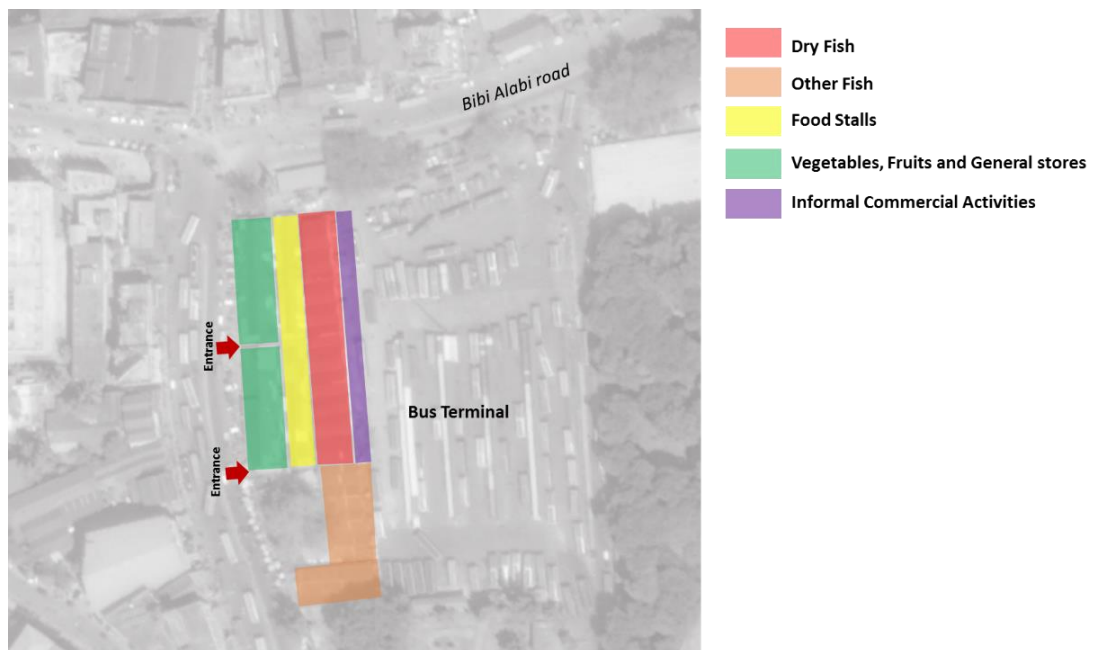 Bibi Alabi road
Entrance
Bus Terminal
Entrance
Dry Fish
Other Fish
Food Stalls
Vegetables, Fruits and General stores
Informal Commercial Activities